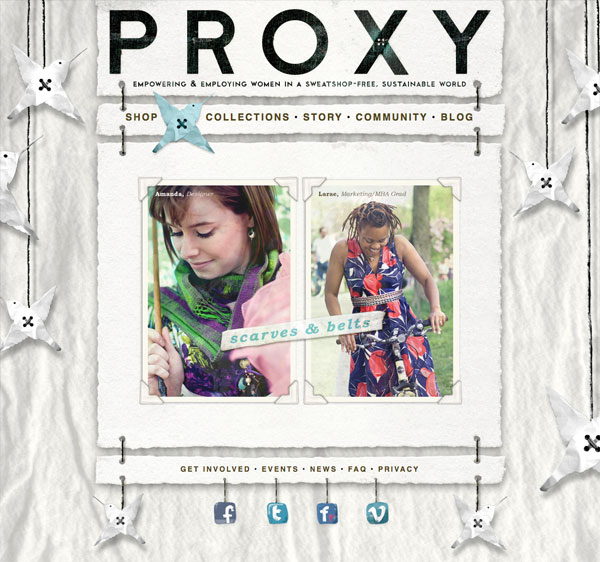 PROXY
EMPOWERING & EMPLOYING WOMEN IN A SWEATSHOP-FREE, SUSTAINABLE WORLD
SHOP COLLECTIONS • STORY • COMMUNITY • BLOG
Amanda, Designer
Larae, Marketing/MBA Grad
scarves & belts
GET INVOLVED • EVENTS • NEWS • FAQ • PRIVACY
f t f v